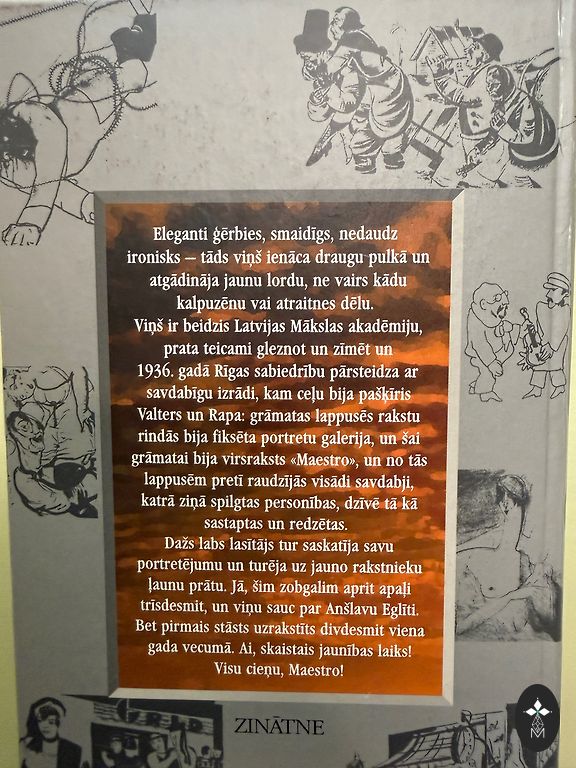 Eleganti ģērbies, smaidīgs, nedaudz
ironisks – tāds viņš ienāca draugu pulkā un
atgādināja jaunu lordu, ne vairs kādu
kalpuzēnu vai atraitnes dēlu.
Viņš ir beidzis Latvijas Mākslas akadēmiju,
prata teicami gleznot un zīmēt un
1936. gadā Rīgas sabiedrību pārsteidza ar
savdabīgu izrādi, kam ceļu bija pašķīris
Valters un Rapa: grāmatas lappusēs rakstu
rindās bija fiksēta portretu galerija, un šai
grāmatai bija virsraksts «Maestro», un no tās
lappusēm pretī raudzījās visādi savdabji,
katrā ziņā spilgtas personības, dzīvē tā kā
sastaptas un redzētas.
Dažs labs lasītājs tur saskatīja savu
portretējumu un turēja uz jauno rakstnieku
ļaunu prātu. Jā, šim zobgalim aprit apaļi
trīsdesmit, un viņu sauc par Anšlavu Eglīti.
Bet pirmais stāsts uzrakstīts divdesmit viena
gada vecumā. Ai, skaistais jaunības laiks!
Visu cieņu, Maestro!
ZINĀTNE